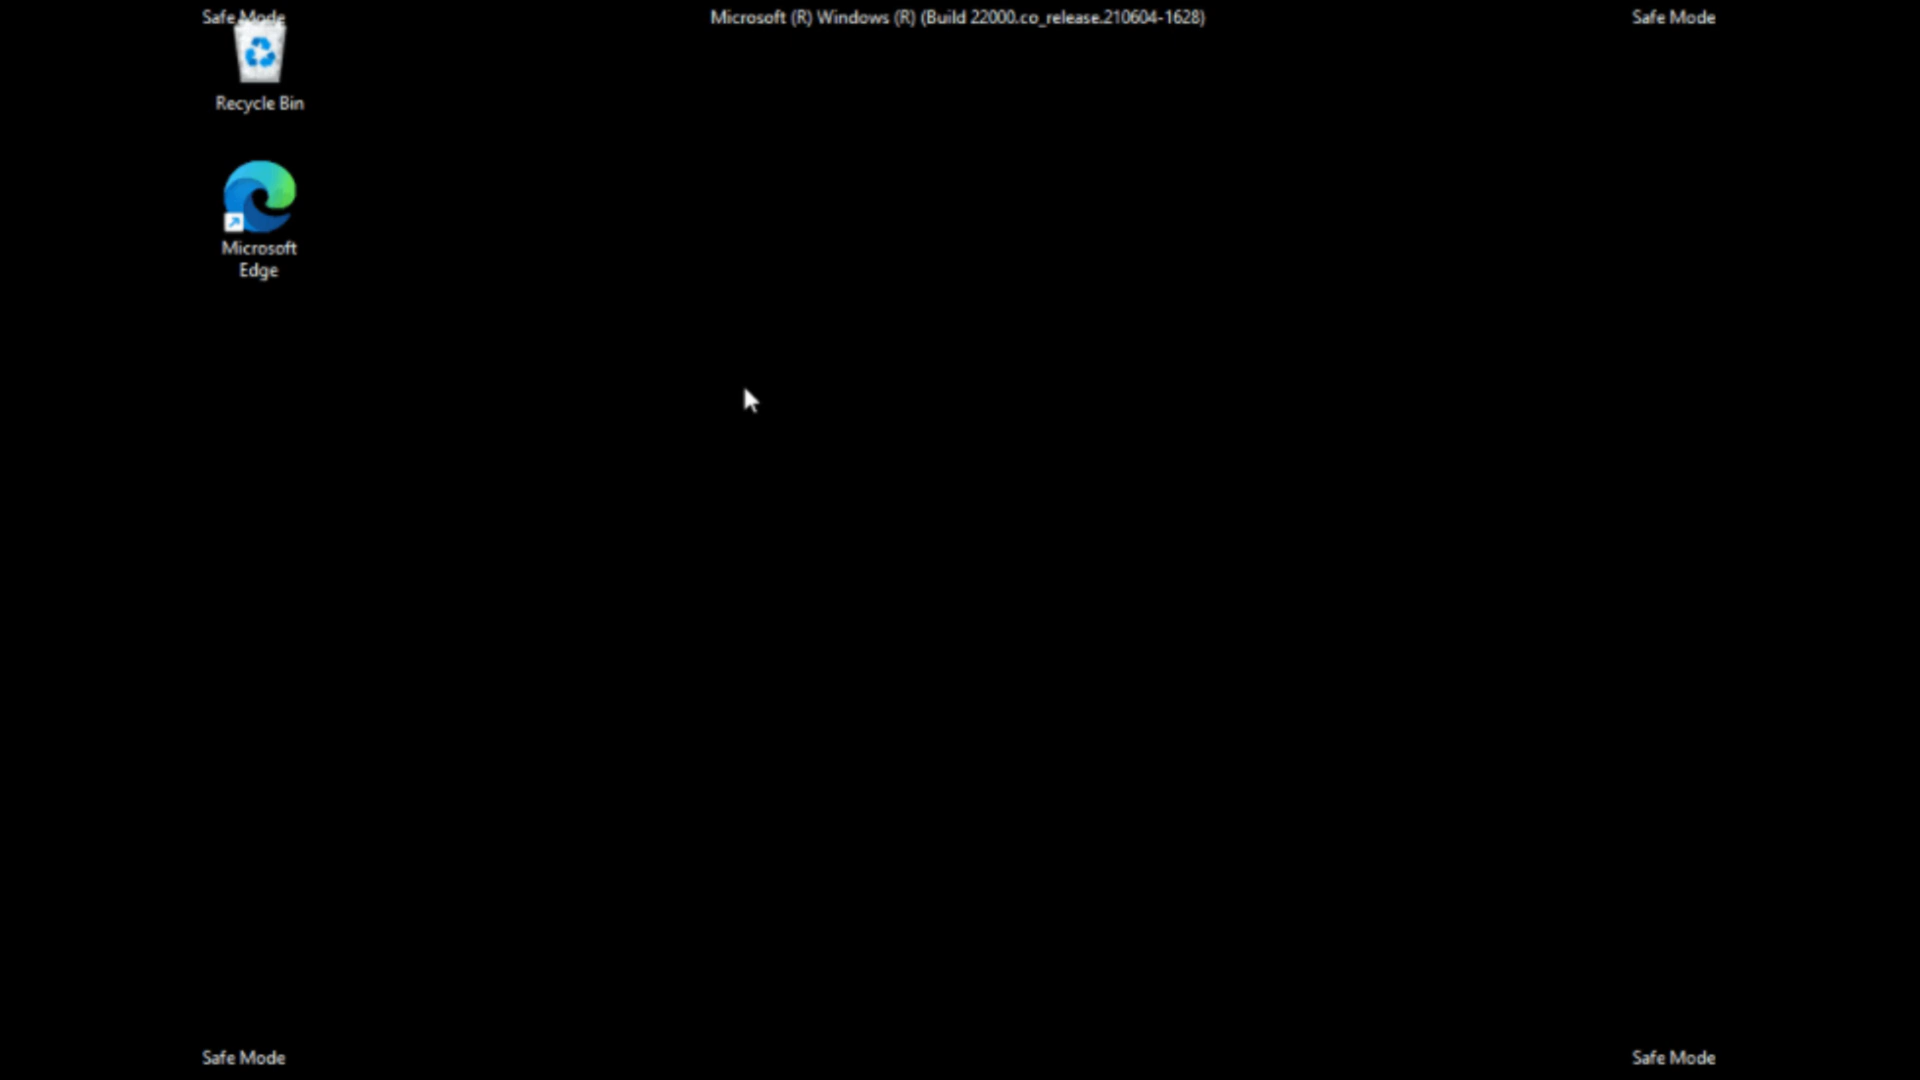 Safe Mode
Microsoft (R) Windows (R) (Build 22000.co_release.210604-1628)
Safe Mode
Recycle Bin
Microsoft
Edge
Safe Mode
Safe Mode